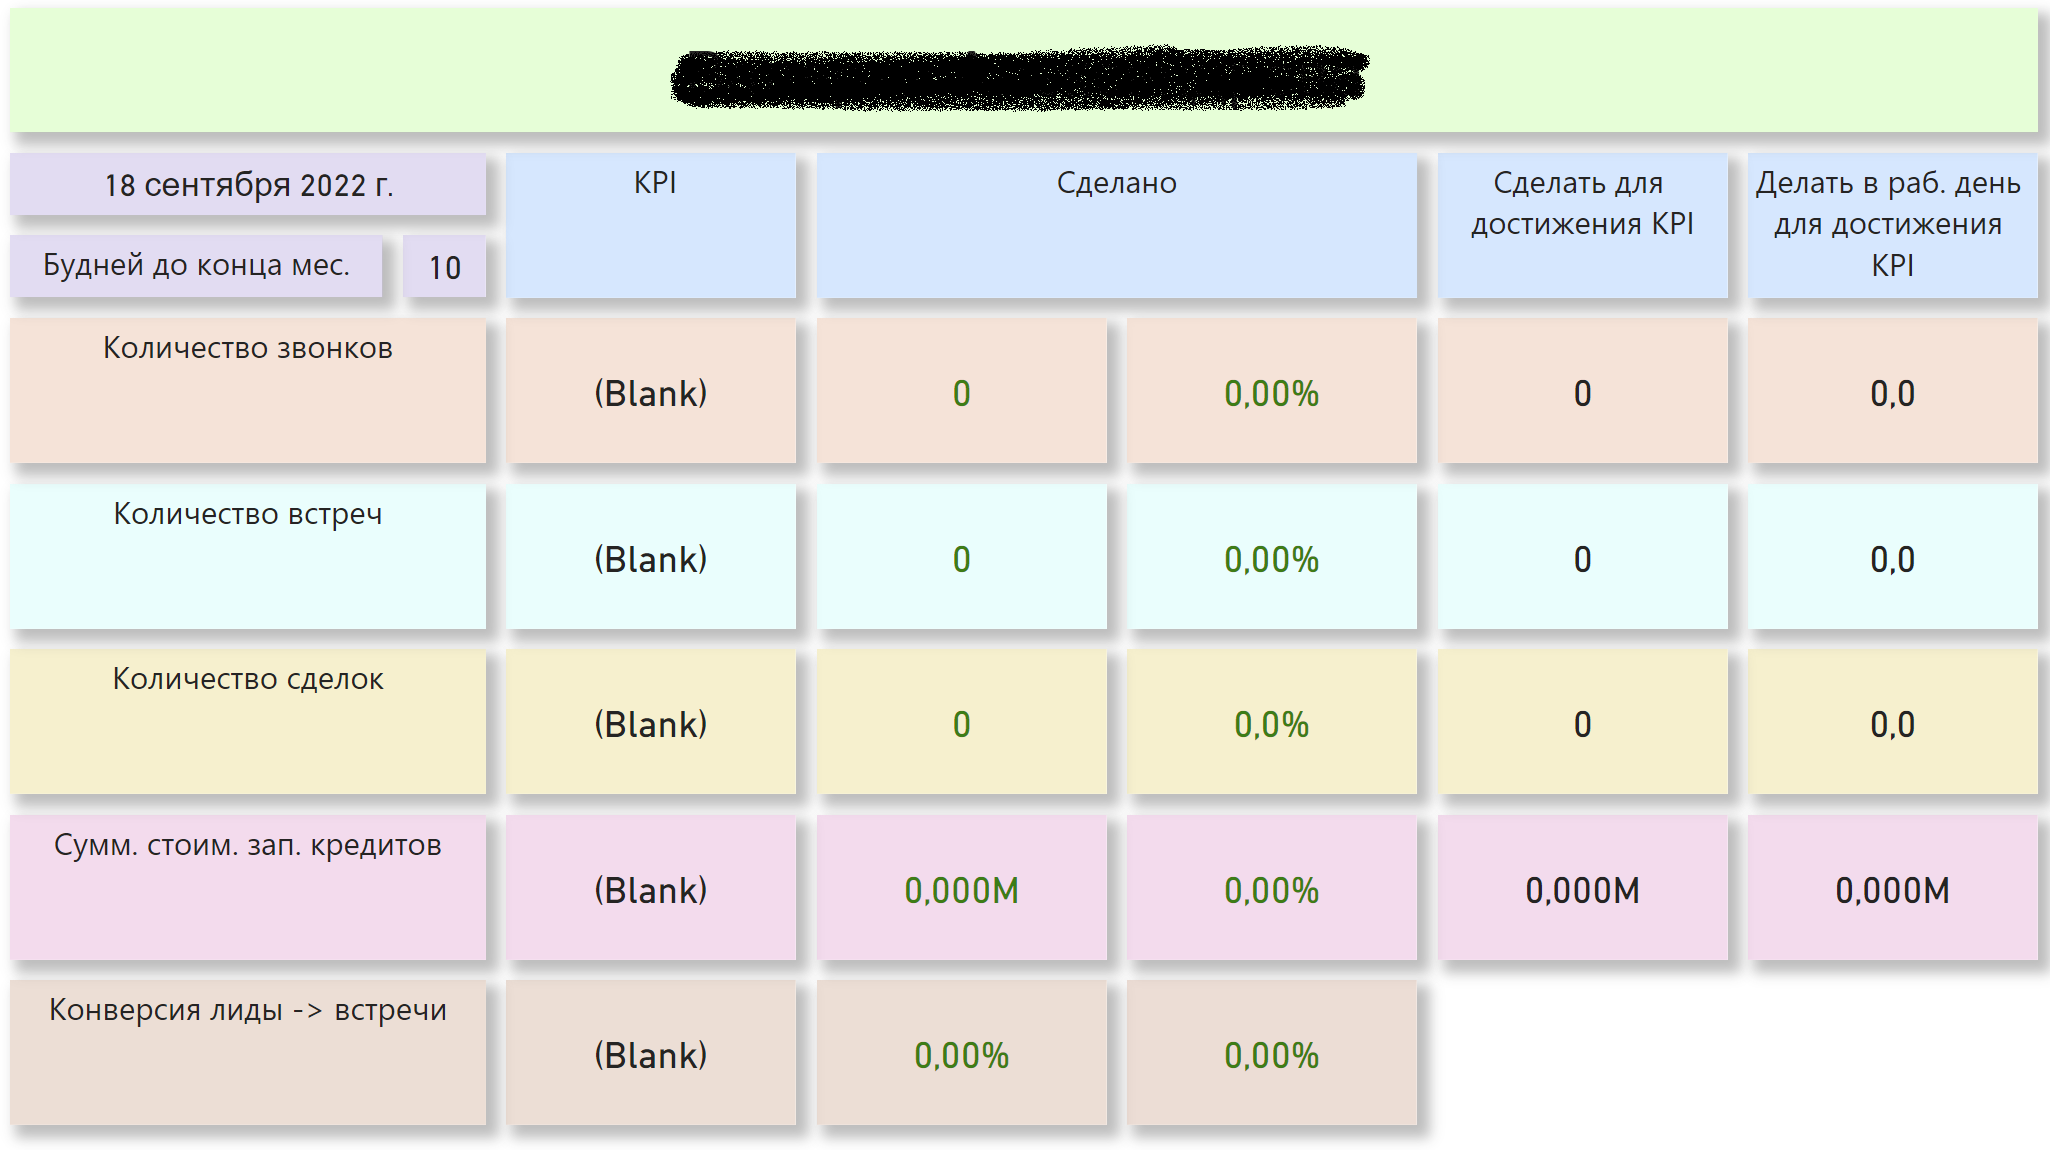 18 сентября 2022 г.
Будней до конца мес.
10
KPI
Сделано
Сделать для
достижения KPI
Делать в раб. день
для достижения
KPI
Количество звонков
(Blank)
0
0,00%
0
0,0
Количество встреч
(Blank)
0
0,00%
0
0,0
Количество сделок
(Blank)
0
0,0%
0
0,0
Сумм. стоим. зап. кредитов
(Blank)
0,000M
0,00%
0,000M
0,000M
Конверсия лиды -> встречи
(Blank)
0,00%
0,00%